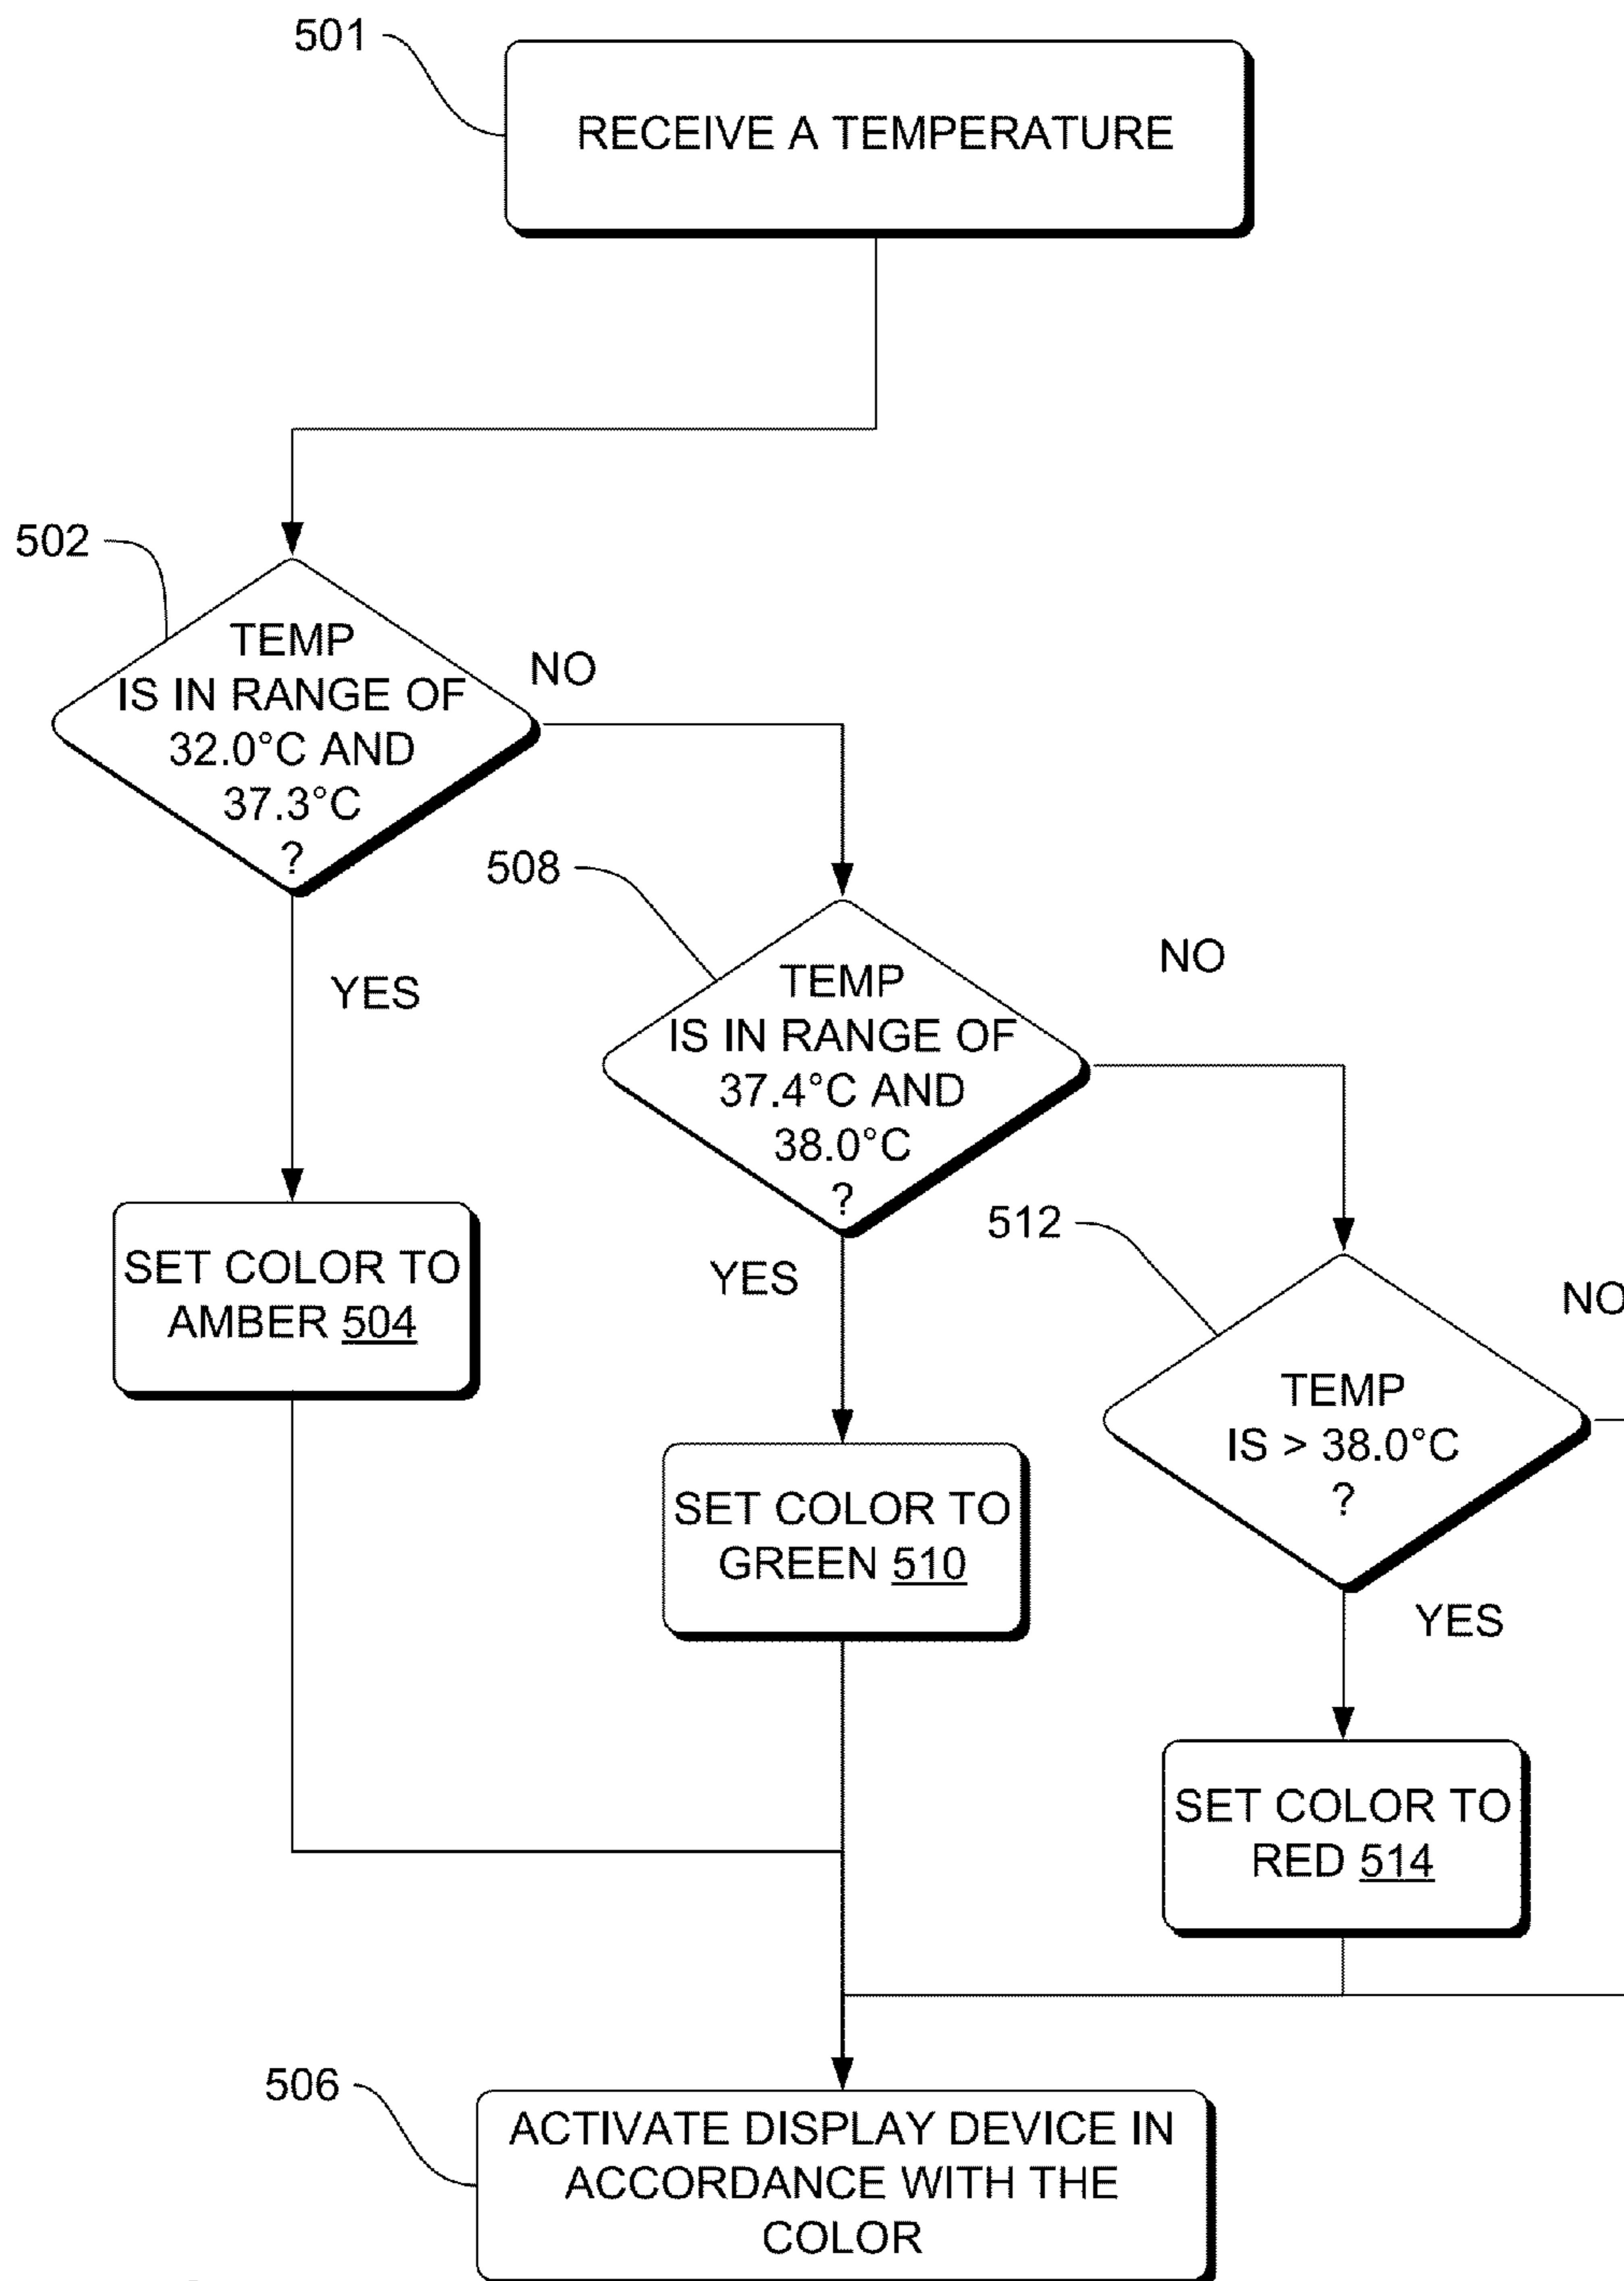 501
RECEIVE A TEMPERATURE
502
TEMP
IS IN RANGE OF
32.0°C AND
37.3°C
?
NO
YES
508
TEMP
IS IN RANGE OF
37.4°C AND
38.0°C
?
NO
YES
SET COLOR TO
AMBER 504
512
TEMP
IS > 38.0°C
?
NO
YES
SET COLOR TO
GREEN 510
SET COLOR TO
RED 514
506
ACTIVATE DISPLAY DEVICE IN
ACCORDANCE WITH THE
COLOR